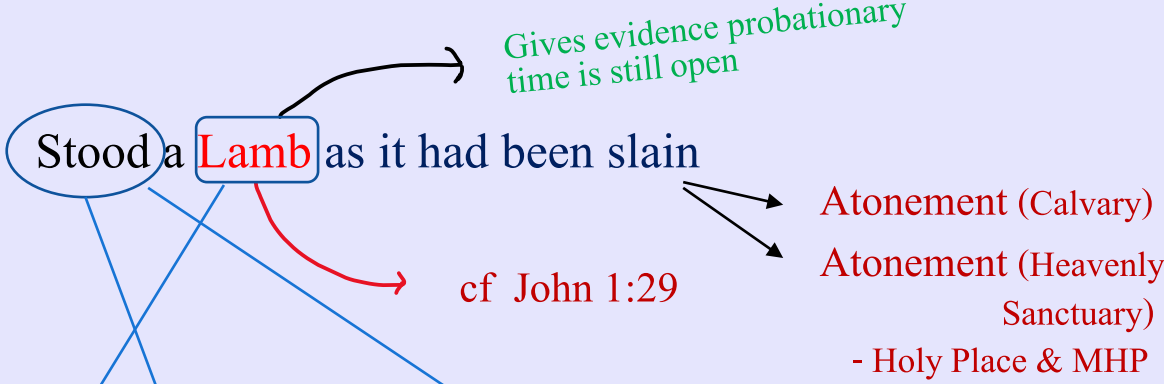 Gives evidence probationary
time is still open
Stood a Lamb as it had been slain
Atonement (Calvary)
Atonement (Heavenly
Sanctuary)
- Holy Place & MHP
cf John 1:29